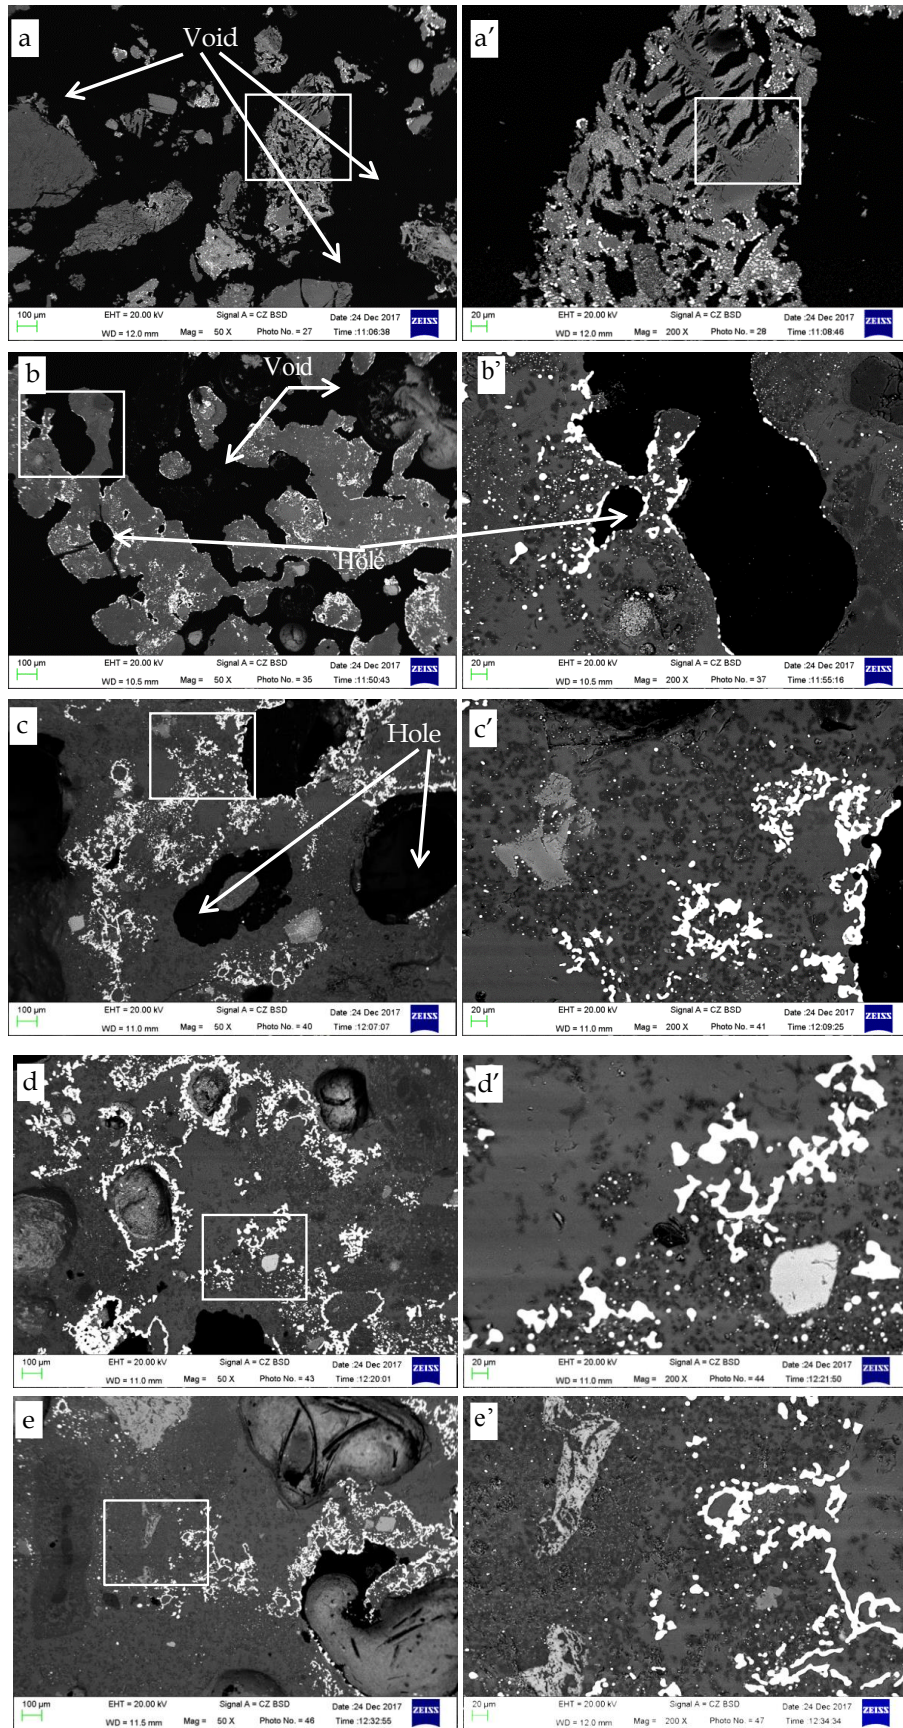 a
Void
a′
100 µm
EHT = 20.00 kV
Signal A = CZ BSD
Date :24 Dec 2017
WD = 12.0 mm
Mag = 50 X
Photo No. = 27
Time :11:06:38
ZEISS
20 µm
EHT = 20.00 kV
Signal A = CZ BSD
Date :24 Dec 2017
WD = 12.0 mm
Mag = 200 X
Photo No. = 28
Time :11:08:46
ZEISS
b
Void
b’
Hole
100 µm
EHT = 20.00 kV
Signal A = CZ BSD
Date :24 Dec 2017
WD = 10.5 mm
Mag = 50 X
Photo No. = 35
Time :11:50:43
ZEISS
20 µm
EHT = 20.00 kV
Signal A = CZ BSD
Date :24 Dec 2017
WD = 10.5 mm
Mag = 200 X
Photo No. = 37
Time :11:55:16
ZEISS
c
Hole
c′
100 µm
EHT = 20.00 kV
Signal A = CZ BSD
Date :24 Dec 2017
WD = 11.0 mm
Mag = 50 X
Photo No. = 40
Time :12:07:07
ZEISS
20 µm
EHT = 20.00 kV
Signal A = CZ BSD
Date :24 Dec 2017
WD = 11.0 mm
Mag = 200 X
Photo No. = 41
Time :12:09:25
ZEISS
d
d′
100 µm
EHT = 20.00 kV
Signal A = CZ BSD
Date :24 Dec 2017
WD = 11.0 mm
Mag = 50 X
Photo No. = 43
Time :12:20:01
ZEISS
20 µm
EHT = 20.00 kV
Signal A = CZ BSD
Date :24 Dec 2017
WD = 11.0 mm
Mag = 200 X
Photo No. = 44
Time :12:21:50
ZEISS
e
e’
100 µm
EHT = 20.00 kV
Signal A = CZ BSD
Date :24 Dec 2017
WD = 11.5 mm
Mag = 50 X
Photo No. = 46
Time :12:32:55
ZEISS
20 µm
EHT = 20.00 kV
Signal A = CZ BSD
Date :24 Dec 2017
WD = 12.0 mm
Mag = 200 X
Photo No. = 47
Time :12:34:34
ZEISS